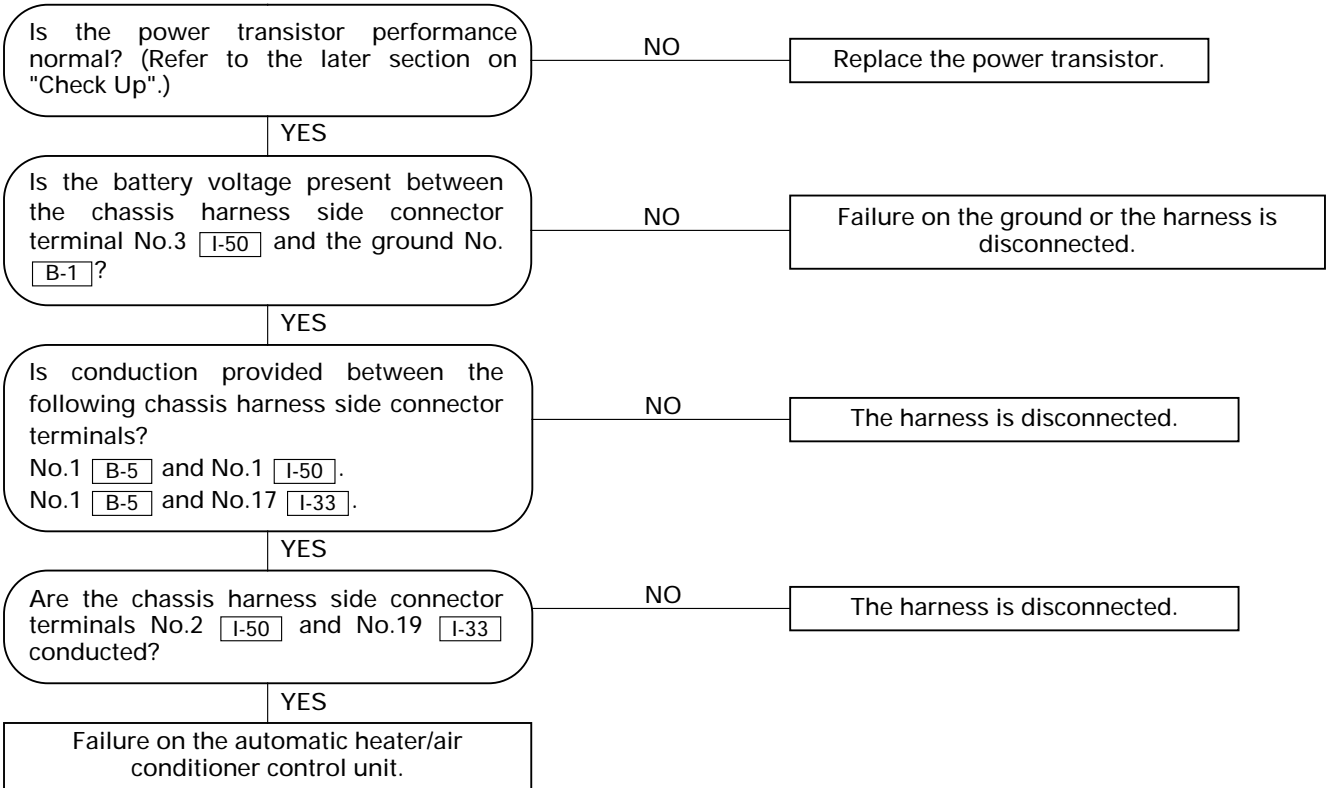 Is the power transistor performance
normal? (Refer to the later section on
"Check Up".)
NO
Replace the power transistor.
YES
Is the battery voltage present between
the chassis harness side connector
terminal No.3 I-50 and the ground No.
B-1 ?
NO
Failure on the ground or the harness is
disconnected.
YES
Is conduction provided between the
following chassis harness side connector
terminals?
No.1 B-5 and No.1 I-50 .
No.1 B-5 and No.17 I-33 .
NO
The harness is disconnected.
YES
Are the chassis harness side connector
terminals No.2 I-50 and No.19 I-33
conducted?
NO
The harness is disconnected.
YES
Failure on the automatic heater/air
conditioner control unit.